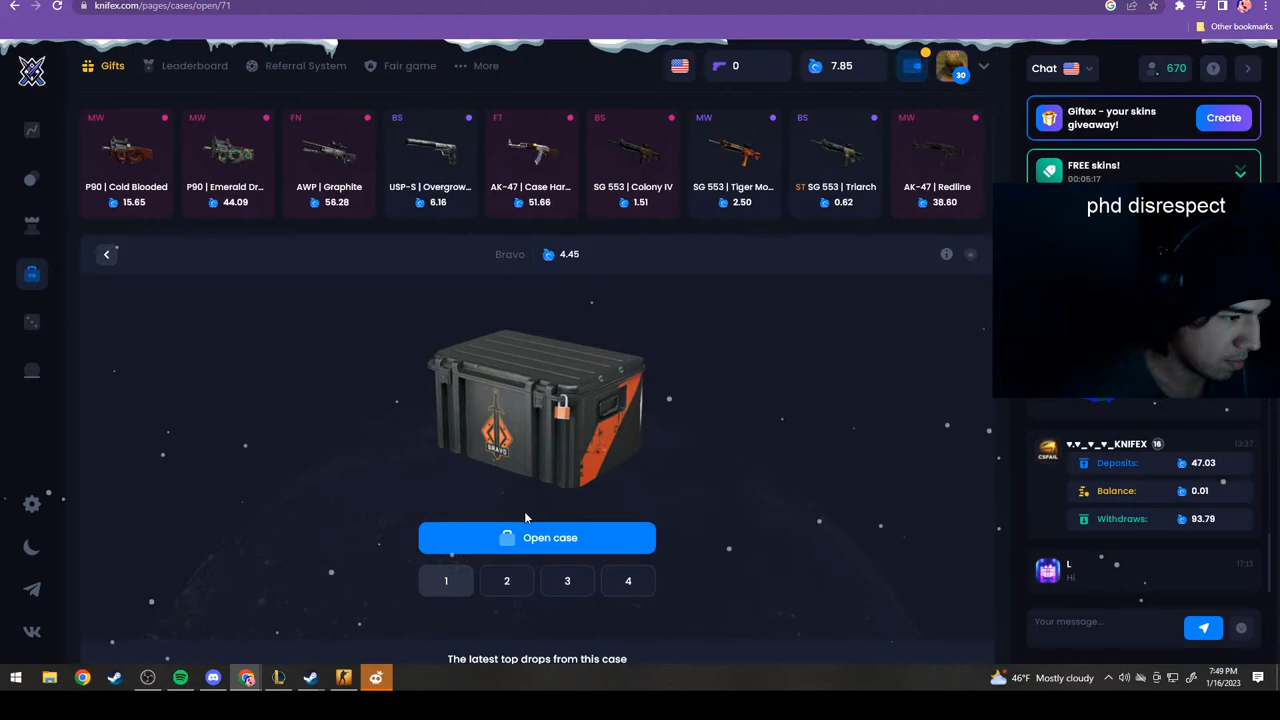 knifex.com/pages/cases/open/71
Other bookmarks
Gifts
Leaderboard
Referral System
Fair game
More
0
7.85
30
Chat
670
MW
P90 | Cold Blooded
15.65
MW
P90 | Emerald Dr...
44.09
FN
AWP | Graphite
56.28
BS
USP-S | Overgrow...
6.16
FT
AK-47 | Case Har...
51.66
BS
SG 553 | Colony IV
1.51
MW
SG 553 | Tiger Mo...
2.50
BS
ST SG 553 | Triarch
0.62
MW
AK-47 | Redline
38.60
Giftex - your skins
giveaway!
Create
FREE skins!
00:05:17
phd disrespect
Bravo
4.45
BRAVO
Open case
1
2
3
4
The latest top drops from this case
CSFAIL
♥.♥_♥_♥_KNIFEX 16
13:37
Deposits:
47.03
Balance:
0.01
Withdraws:
93.79
L
17:13
Hi
Your message...
46°F Mostly cloudy
7:49 PM
1/16/2023